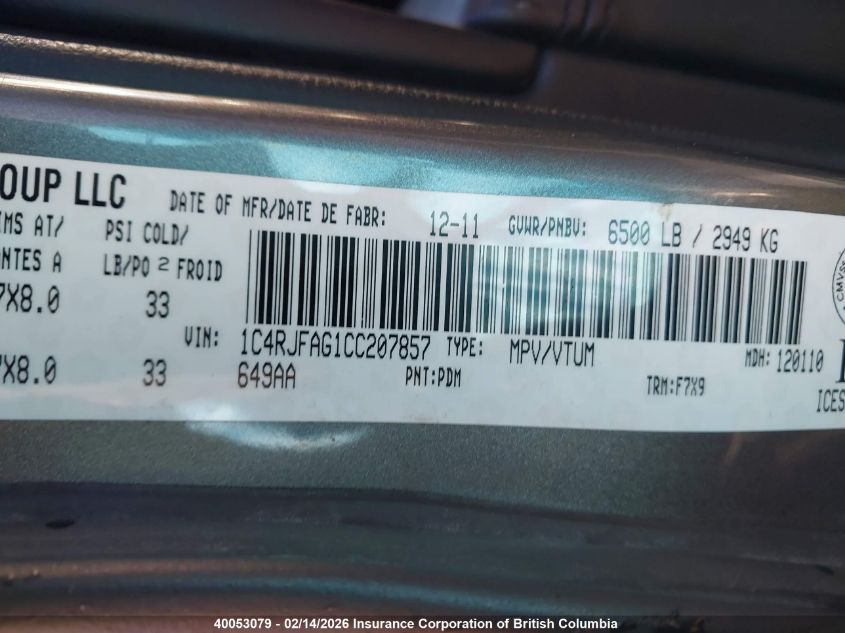 OUP LLC DATE OF MFR/DATE DE FABR: 12-11 GVWR/PNBV: 6500 LB / 2949 KG
IMS AT/ PSI COLD/
NTES A LB/PO 2 FROID
7X8.0 33
VIN: 1C4RJFAG1CC207857 TYPE: MPV/VTUM MDH: 120110
7X8.0 33 649AA PNT:PDM TRM:F7X9
ICES
CMVS
40053079 - 02/14/2026 Insurance Corporation of British Columbia